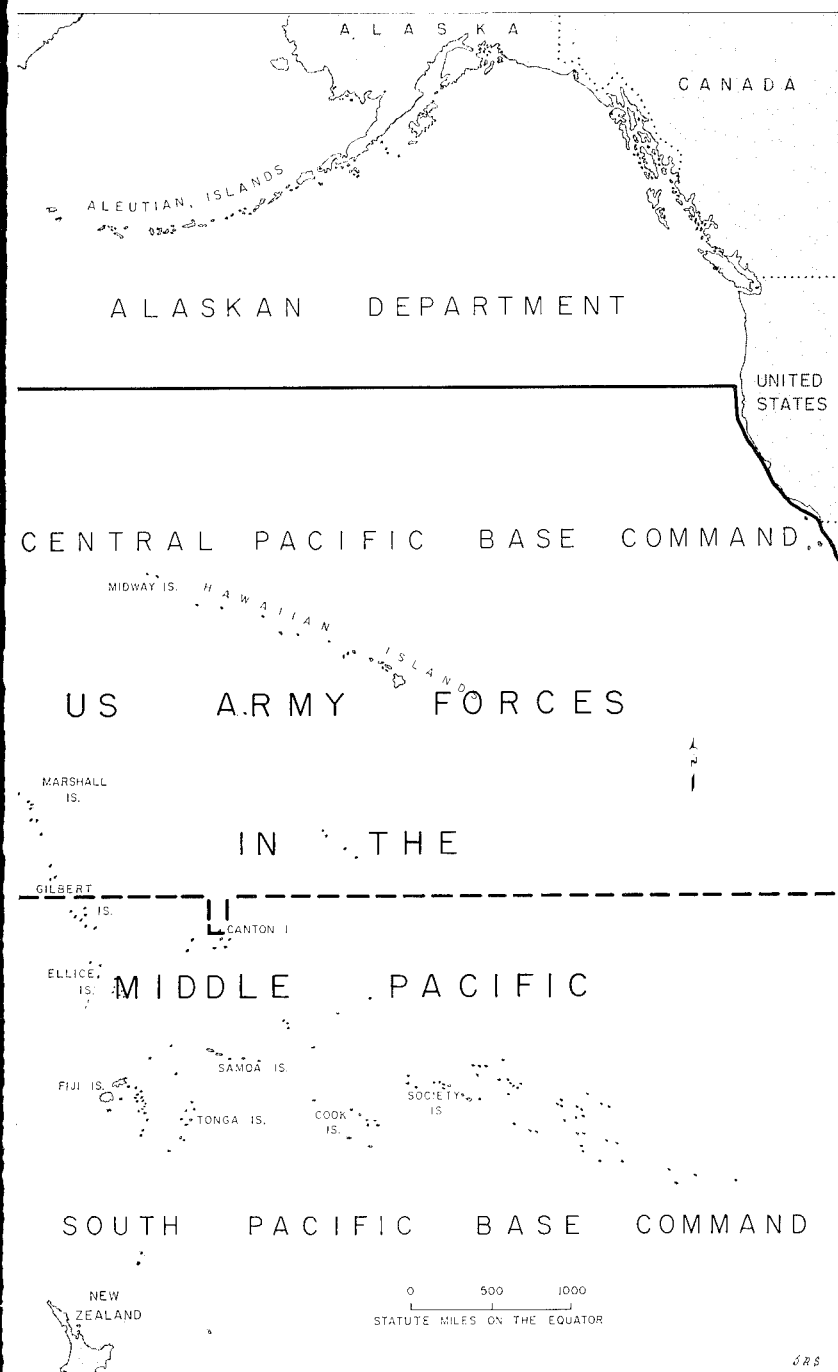 ALASKA
CANADA
ALEUTIAN ISLANDS
ALASKAN DEPARTMENT
UNITED
STATES
CENTRAL PACIFIC BASE COMMAND
MIDWAY IS.
HAWAIIAN
ISLANDS
US ARMY FORCES
N
MARSHALL
IS.
IN THE
GILBERT
IS.
CANTON I
ELLICE
IS.
MIDDLE PACIFIC
SAMOA IS.
FIJI IS.
SOCIETY
IS
TONGA IS.
COOK
IS.
SOUTH PACIFIC BASE COMMAND
NEW
ZEALAND
0 500 1000
STATUTE MILES ON THE EQUATOR